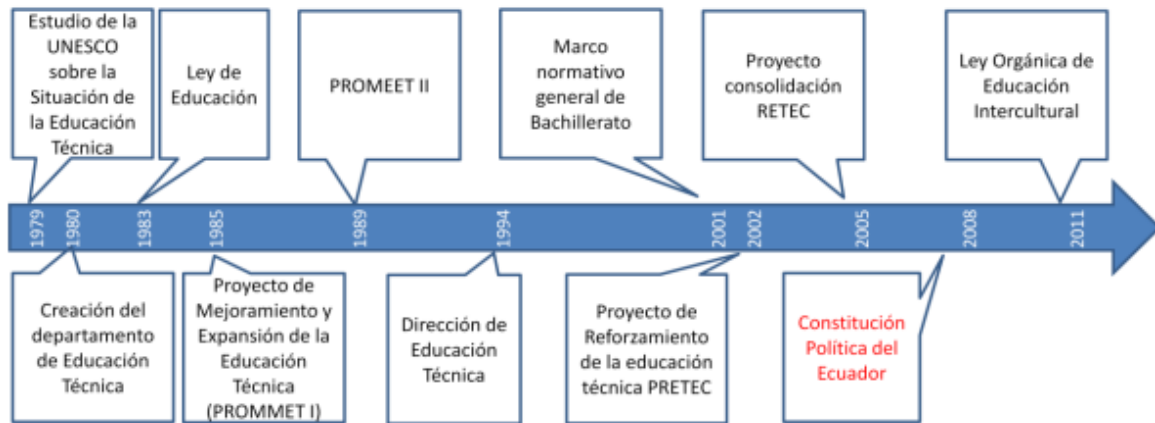 Estudio de la
UNESCO
sobre la
Situación de
la Educación
Técnica
Ley de
Educación
PROMEET II
Marco
normativo
general de
Bachillerato
Proyecto
consolidación
RETEC
Ley Orgánica de
Educación
Intercultural
1979
1980
1983
1985
1989
1994
2001
2002
2005
2008
2011
Creación del
departamento
de Educación
Técnica
Proyecto de
Mejoramiento y
Expansión de la
Educación
Técnica
(PROMMET I)
Dirección de
Educación
Técnica
Proyecto de
Reforzamiento
de la educación
técnica PRETEC
Constitución
Política del
Ecuador